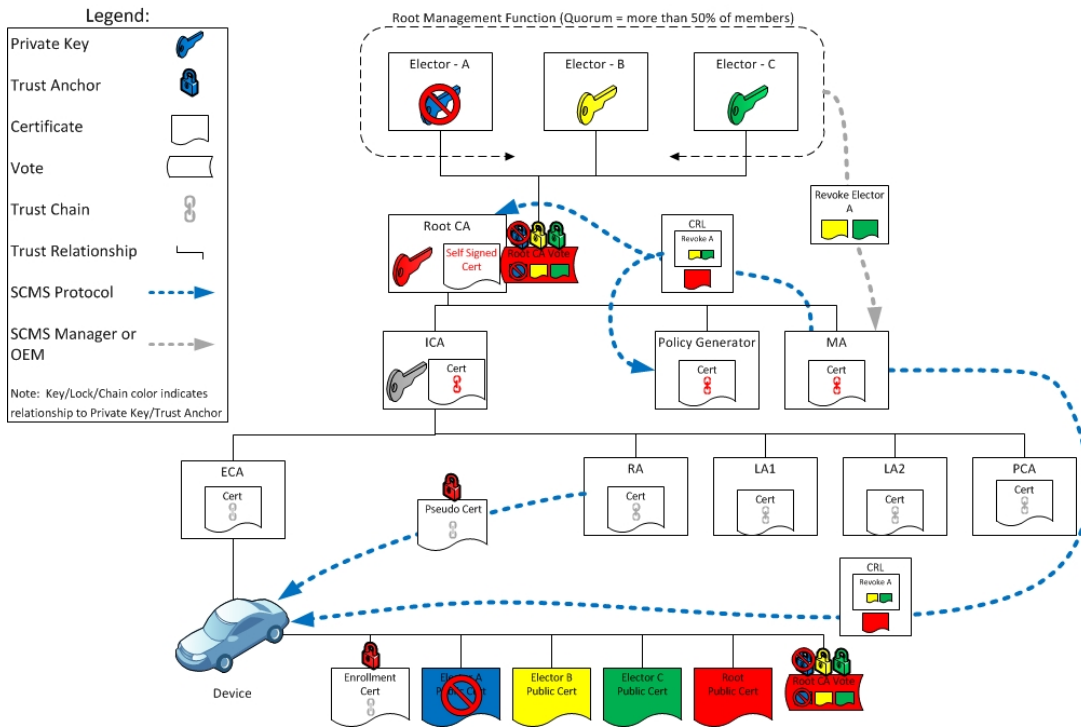 Legend:
Private Key
Trust Anchor
Certificate
Vote
Trust Chain
Trust Relationship
SCMS Protocol
SCMS Manager or
OEM
Note:  Key/Lock/Chain color indicates
relationship to Private Key/Trust Anchor
Root Management Function (Quorum = more than 50% of members)
Elector - A
Elector - B
Elector - C
Revoke Elector
A
Root CA
Self Signed
Cert
Root CA Vote
CRL
Revoke A
ICA
Cert
Policy Generator
Cert
MA
Cert
ECA
Cert
Pseudo Cert
RA
Cert
LA1
Cert
LA2
Cert
PCA
Cert
CRL
Revoke A
Device
Enrollment
Cert
Elector A
Public Cert
Elector B
Public Cert
Elector C
Public Cert
Root
Public Cert
Root CA Vote